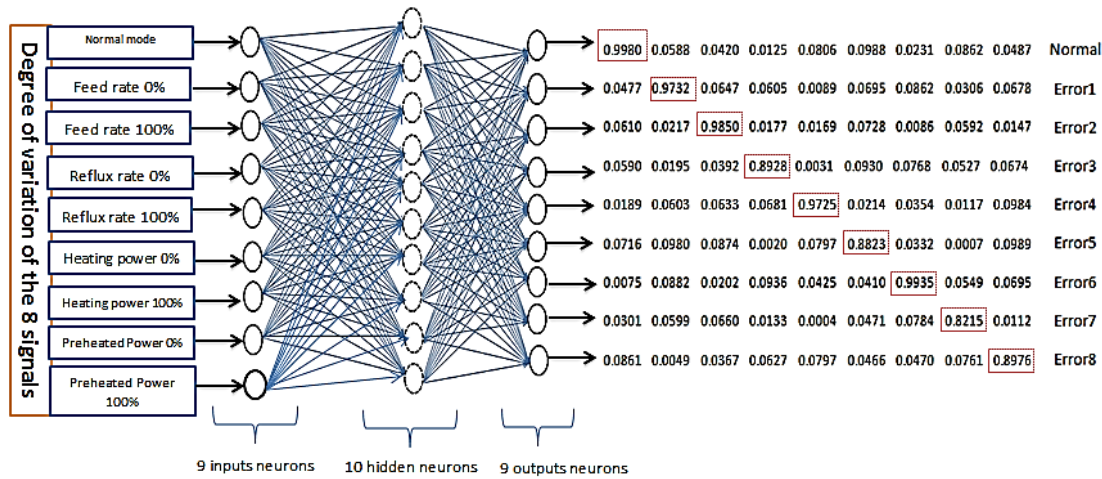 Degree of variation of the 8 signals
Normal mode
Feed rate 0%
Feed rate 100%
Reflux rate 0%
Reflux rate 100%
Heating power 0%
Heating power 100%
Preheated Power 0%
Preheated Power
100%
0.9980 0.0588 0.0420 0.0125 0.0806 0.0988 0.0231 0.0862 0.0487 Normal
0.0477 0.9732 0.0647 0.0605 0.0089 0.0695 0.0862 0.0306 0.0678 Error1
0.0610 0.0217 0.9850 0.0177 0.0169 0.0728 0.0086 0.0592 0.0147 Error2
0.0590 0.0195 0.0392 0.8928 0.0031 0.0930 0.0768 0.0527 0.0674 Error3
0.0189 0.0603 0.0633 0.0681 0.9725 0.0214 0.0354 0.0117 0.0984 Error4
0.0716 0.0980 0.0874 0.0020 0.0797 0.8823 0.0332 0.0007 0.0989 Error5
0.0075 0.0882 0.0202 0.0936 0.0425 0.0410 0.9935 0.0549 0.0695 Error6
0.0301 0.0599 0.0660 0.0133 0.0004 0.0471 0.0784 0.8215 0.0112 Error7
0.0861 0.0049 0.0367 0.0627 0.0797 0.0466 0.0470 0.0761 0.8976 Error8
9 inputs neurons
10 hidden neurons
9 outputs neurons